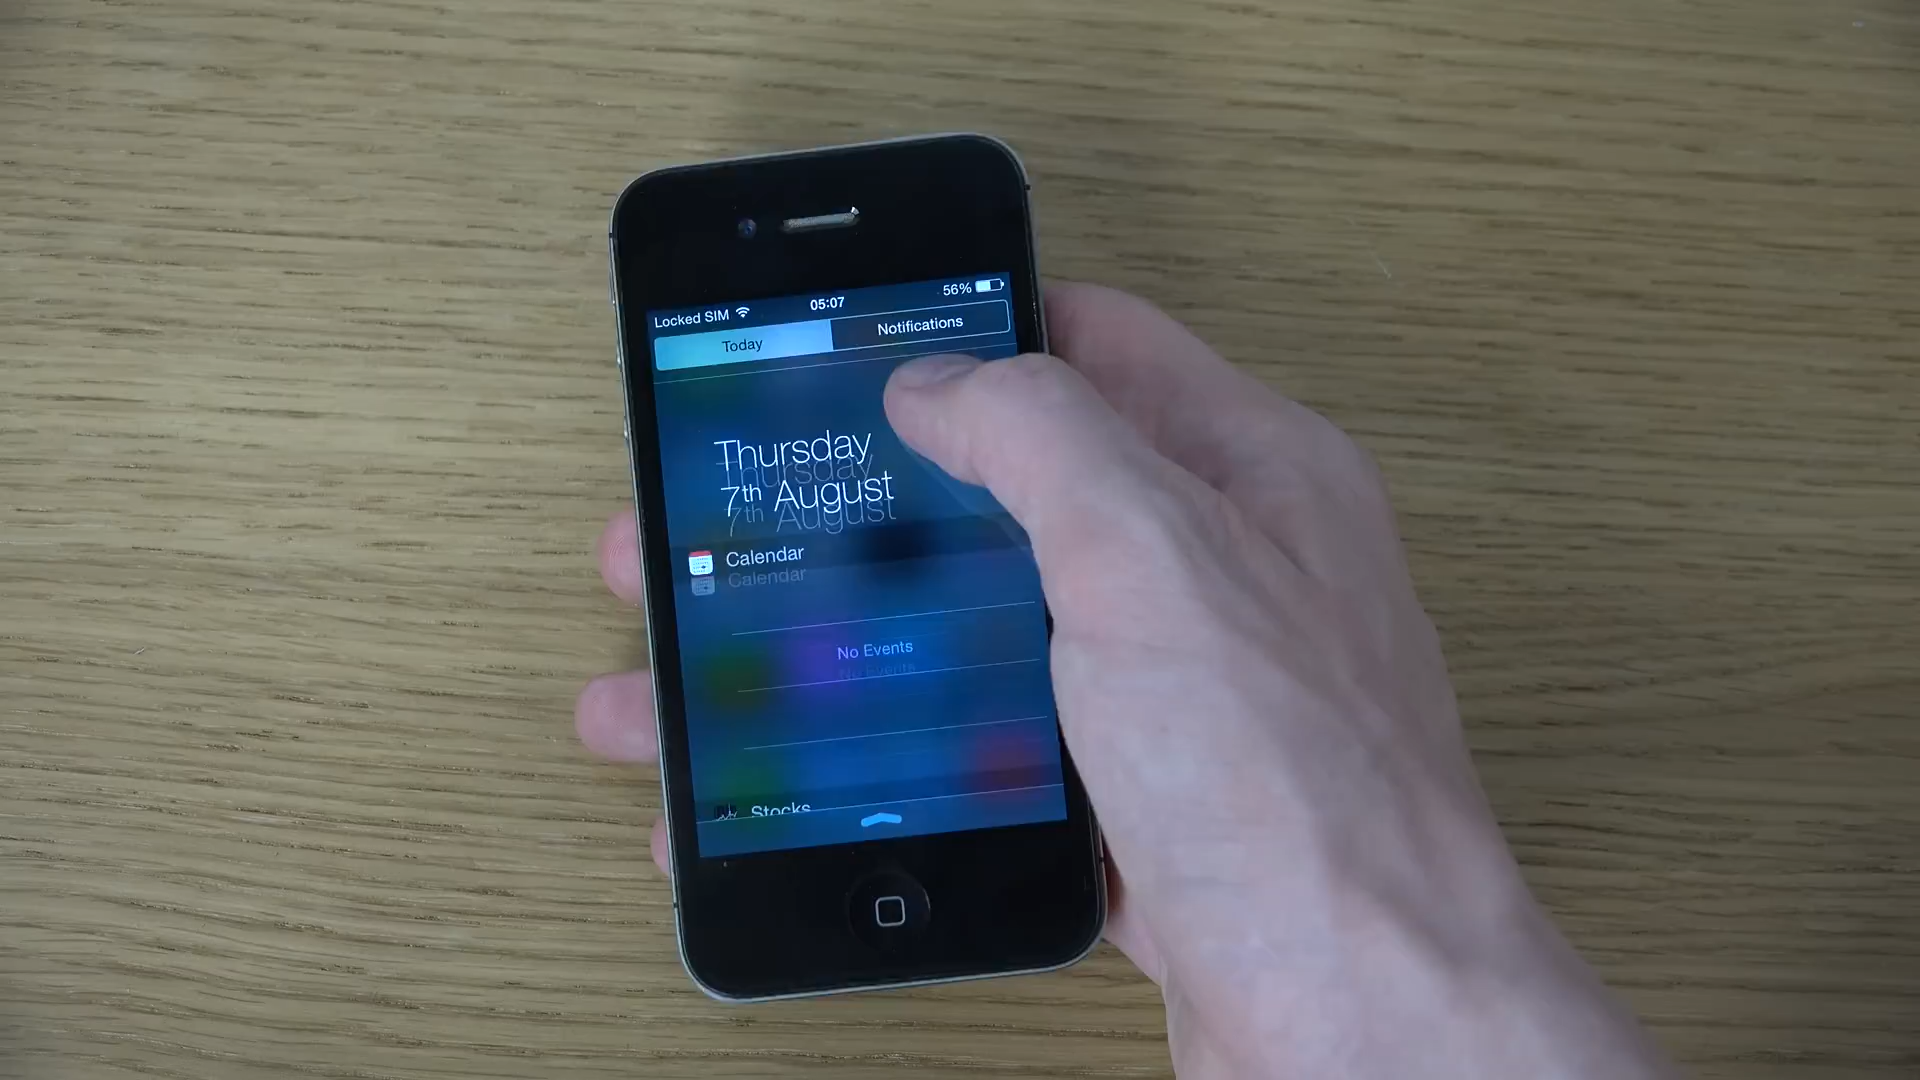 Locked SIM 05:07 56%
Today Notifications
Thursday
7th August
Calendar
No Events
Stocks